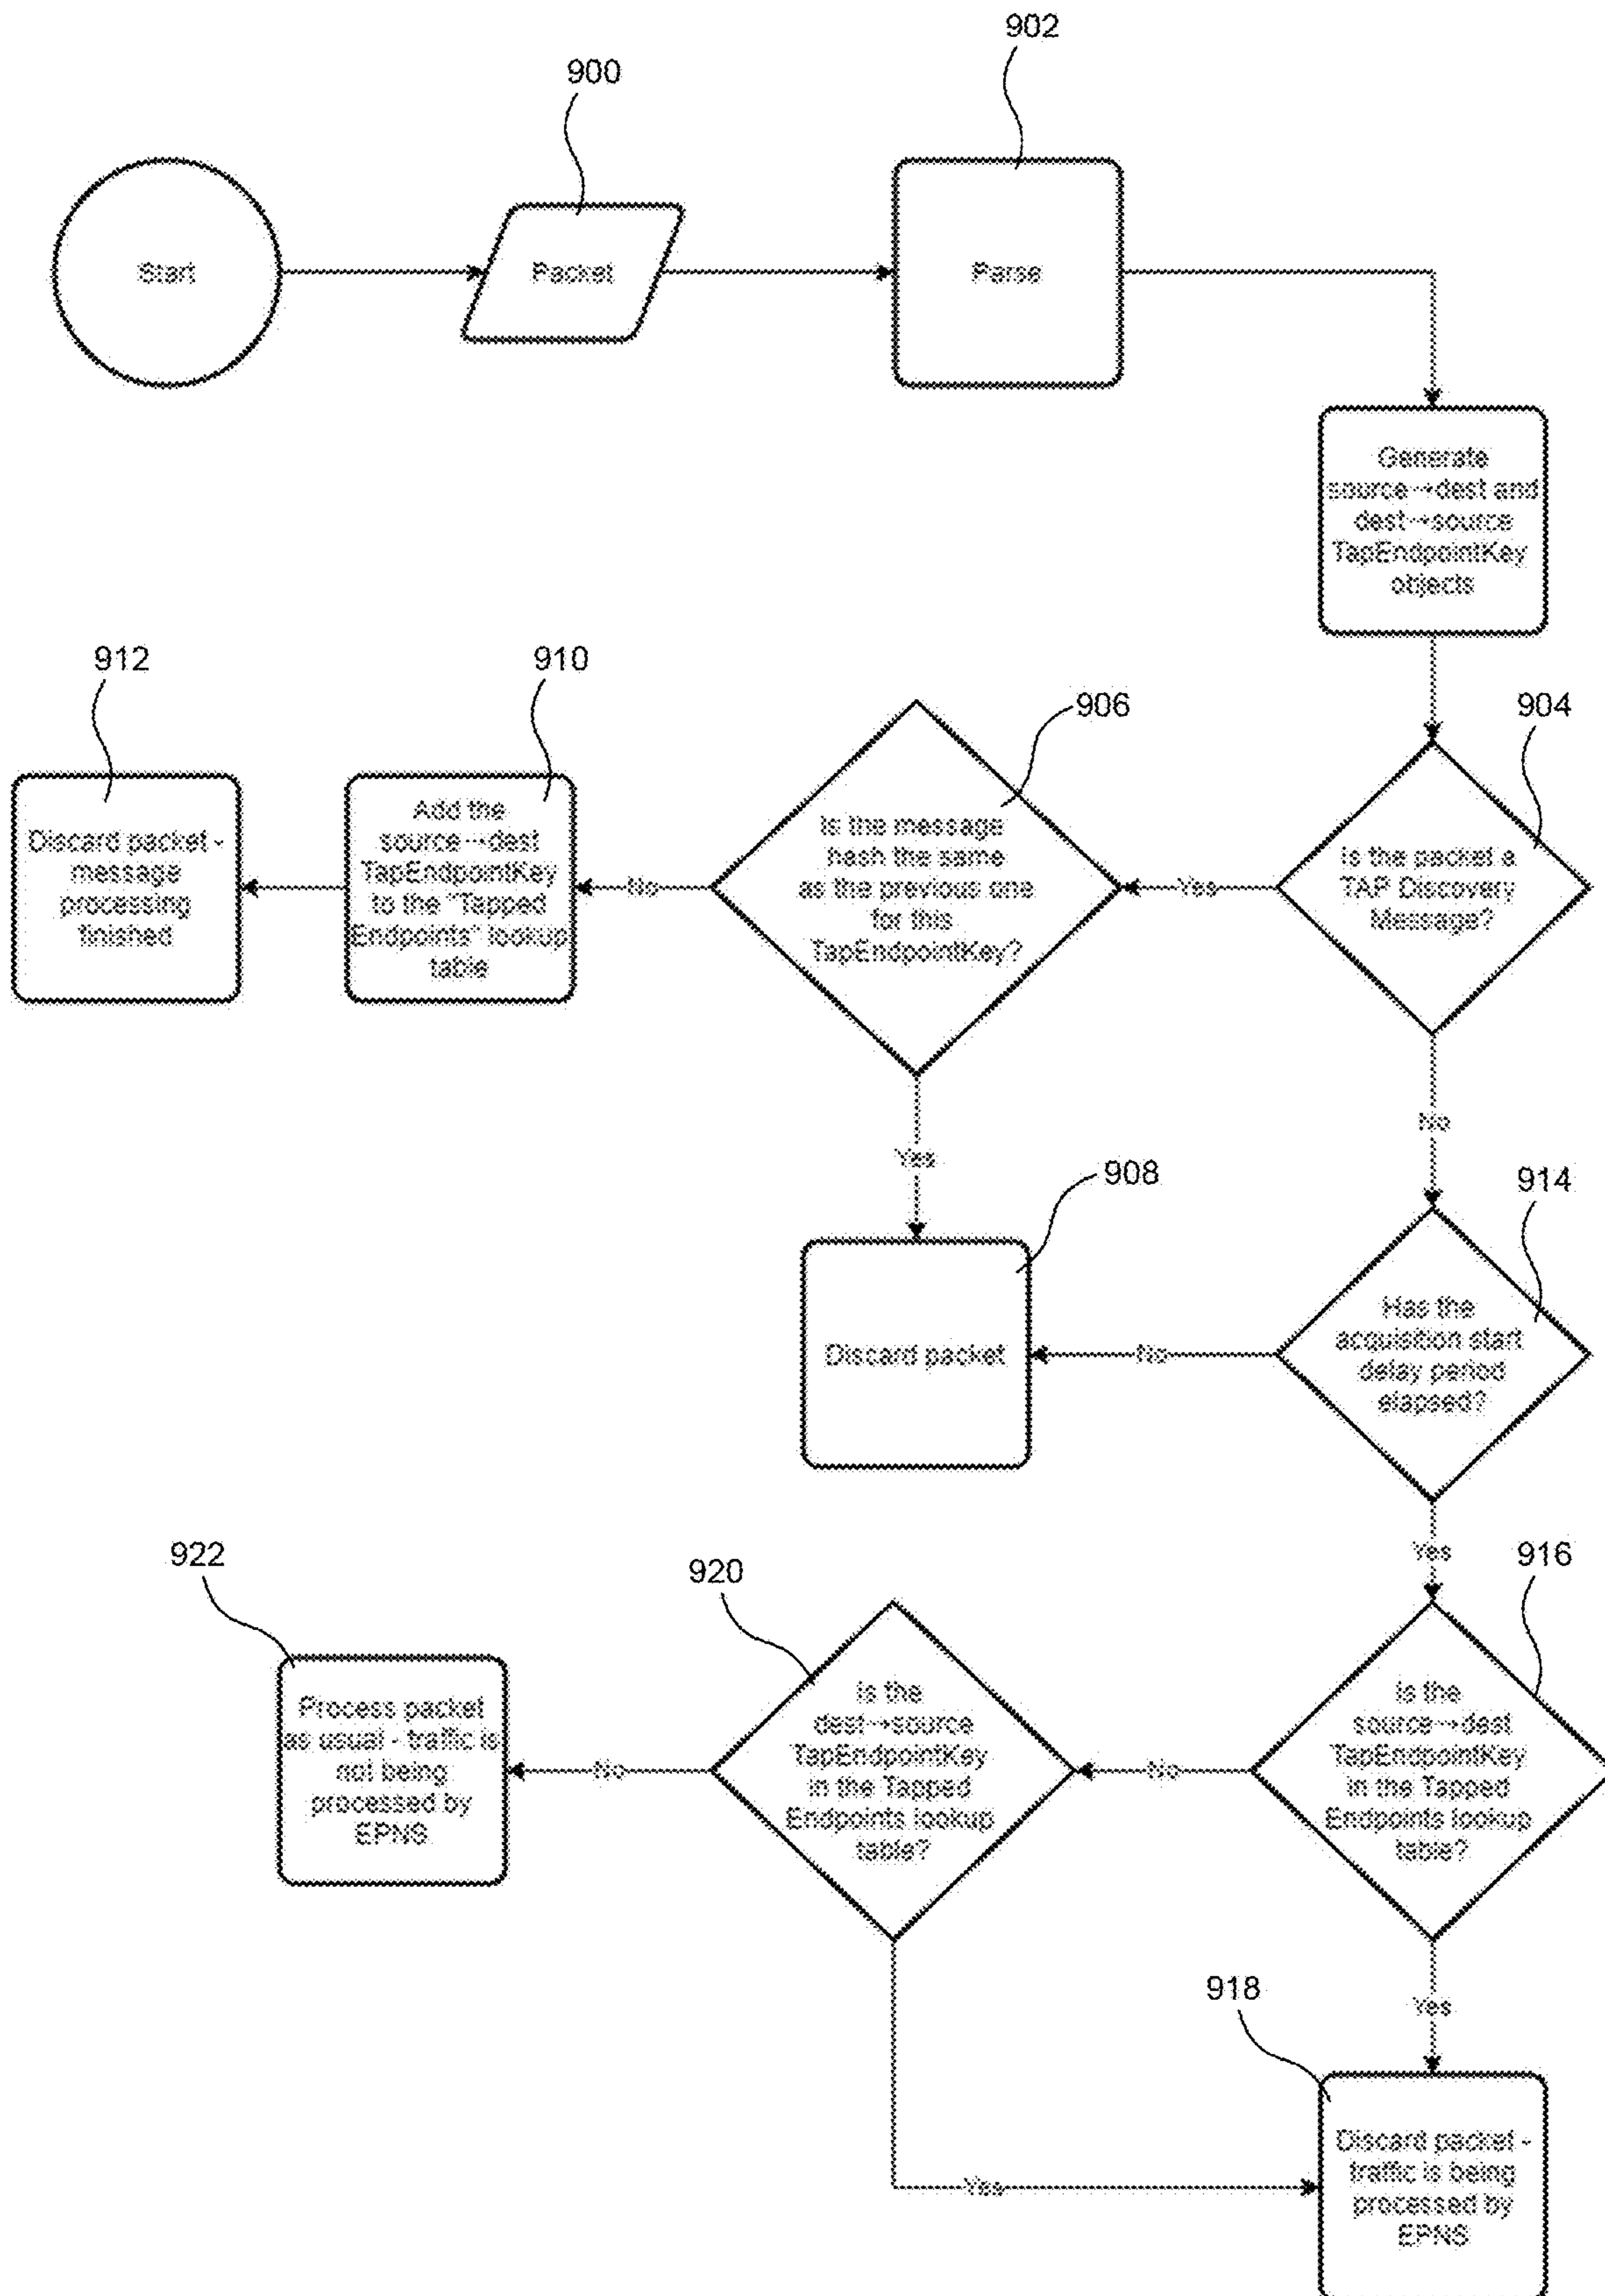 902
900
Start
Packet
Parse
Generate
source→dest and
dest→source
TapEndpointKey
objects
912
910
906
904
Discard packet -
message
processing
finished
Add the
source→dest
TapEndpointKey
to the "Tapped
Endpoints" lookup
table
No
Is the message
hash the same
as the previous one
for this
TapEndpointKey?
Yes
Is the packet a
TAP Discovery
Message?
Yes
No
908
914
Discard packet
No
Has the
acquisition start
delay period
elapsed?
Yes
922
920
916
Process packet
as usual - traffic is
not being
processed by
EPNS
No
Is the
dest→source
TapEndpointKey
in the Tapped
Endpoints lookup
table?
No
Is the
source→dest
TapEndpointKey
in the Tapped
Endpoints lookup
table?
918
Yes
Yes
Discard packet -
traffic is being
processed by
EPNS